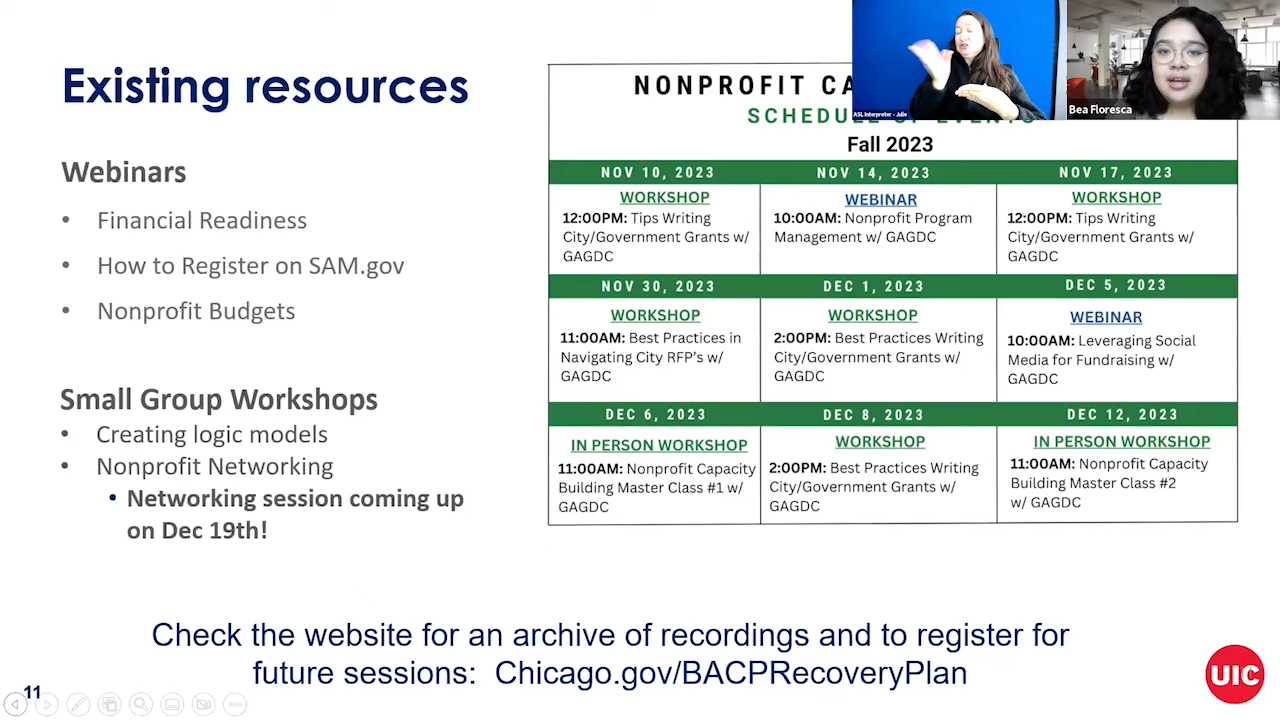 Existing resources
Webinars
• Financial Readiness
• How to Register on SAM.gov
• Nonprofit Budgets
Small Group Workshops
• Creating logic models
• Nonprofit Networking
• Networking session coming up
on Dec 19th!
NONPROFIT CA
SCHEDULE OF EVENTS
Fall 2023
NOV 10, 2023
WORKSHOP
12:00PM: Tips Writing
City/Government Grants w/
GAGDC
NOV 14, 2023
WEBINAR
10:00AM: Nonprofit Program
Management w/ GAGDC
NOV 17, 2023
WORKSHOP
12:00PM: Tips Writing
City/Government Grants w/
GAGDC
NOV 30, 2023
WORKSHOP
11:00AM: Best Practices in
Navigating City RFP's w/
GAGDC
DEC 1, 2023
WORKSHOP
2:00PM: Best Practices Writing
City/Government Grants w/
GAGDC
DEC 5, 2023
WEBINAR
10:00AM: Leveraging Social
Media for Fundraising w/
GAGDC
DEC 6, 2023
IN PERSON WORKSHOP
11:00AM: Nonprofit Capacity
Building Master Class #1 w/
GAGDC
DEC 8, 2023
WORKSHOP
2:00PM: Best Practices Writing
City/Government Grants w/
GAGDC
DEC 12, 2023
IN PERSON WORKSHOP
11:00AM: Nonprofit Capacity
Building Master Class #2
w/ GAGDC
ASL Interpreter - Julie
Bea Floresca
Check the website for an archive of recordings and to register for
future sessions: Chicago.gov/BACPRecoveryPlan
11
UIC